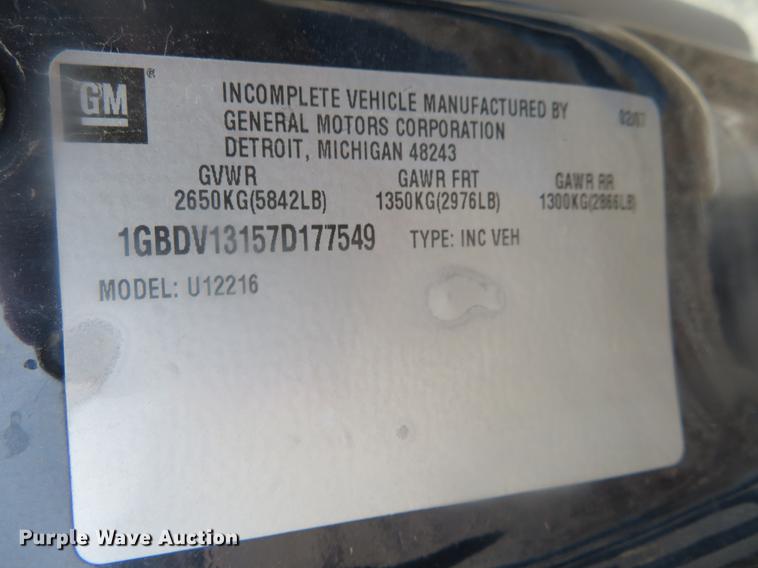 GM®
INCOMPLETE VEHICLE MANUFACTURED BY 02/07
GENERAL MOTORS CORPORATION
DETROIT, MICHIGAN 48243
GVWR GAWR FRT GAWR RR
2650KG(5842LB) 1350KG(2976LB) 1300KG(2866LB)
1GBDV13157D177549 TYPE: INC VEH
MODEL: U12216
Purple Wave Auction